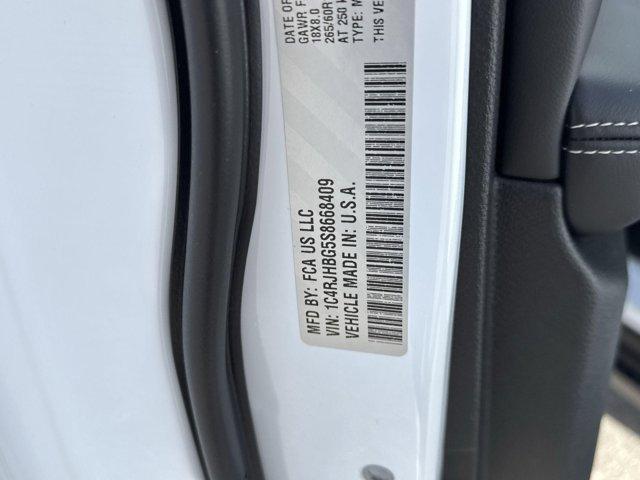 DATE OF
GAWR F
18X8.0
265/60R
AT 250 k
TYPE: M
THIS VE
MFD BY: FCA US LLC
VIN: 1C4RJHBG5S8668409
VEHICLE MADE IN: U.S.A.